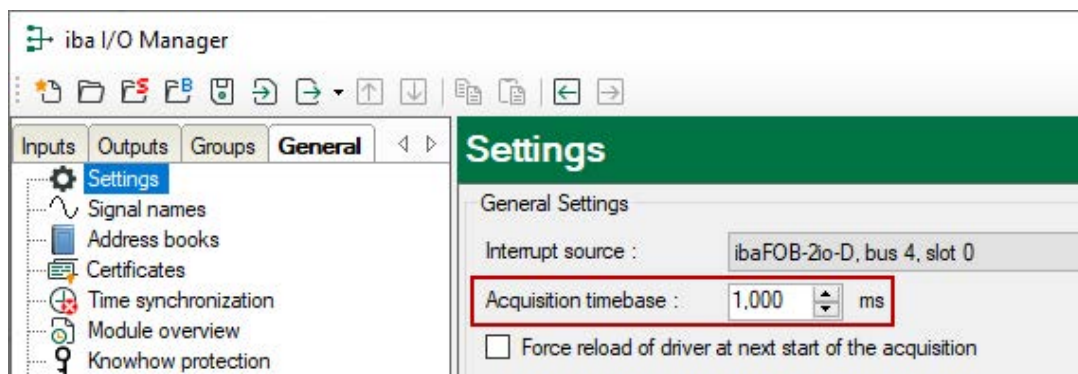 iba I/O Manager
Inputs Outputs Groups General
Settings
Signal names
Address books
Certificates
Time synchronization
Module overview
Knowhow protection
Settings
General Settings
Interrupt source : ibaFOB-2io-D, bus 4, slot 0
Acquisition timebase : 1,000 ms
Force reload of driver at next start of the acquisition